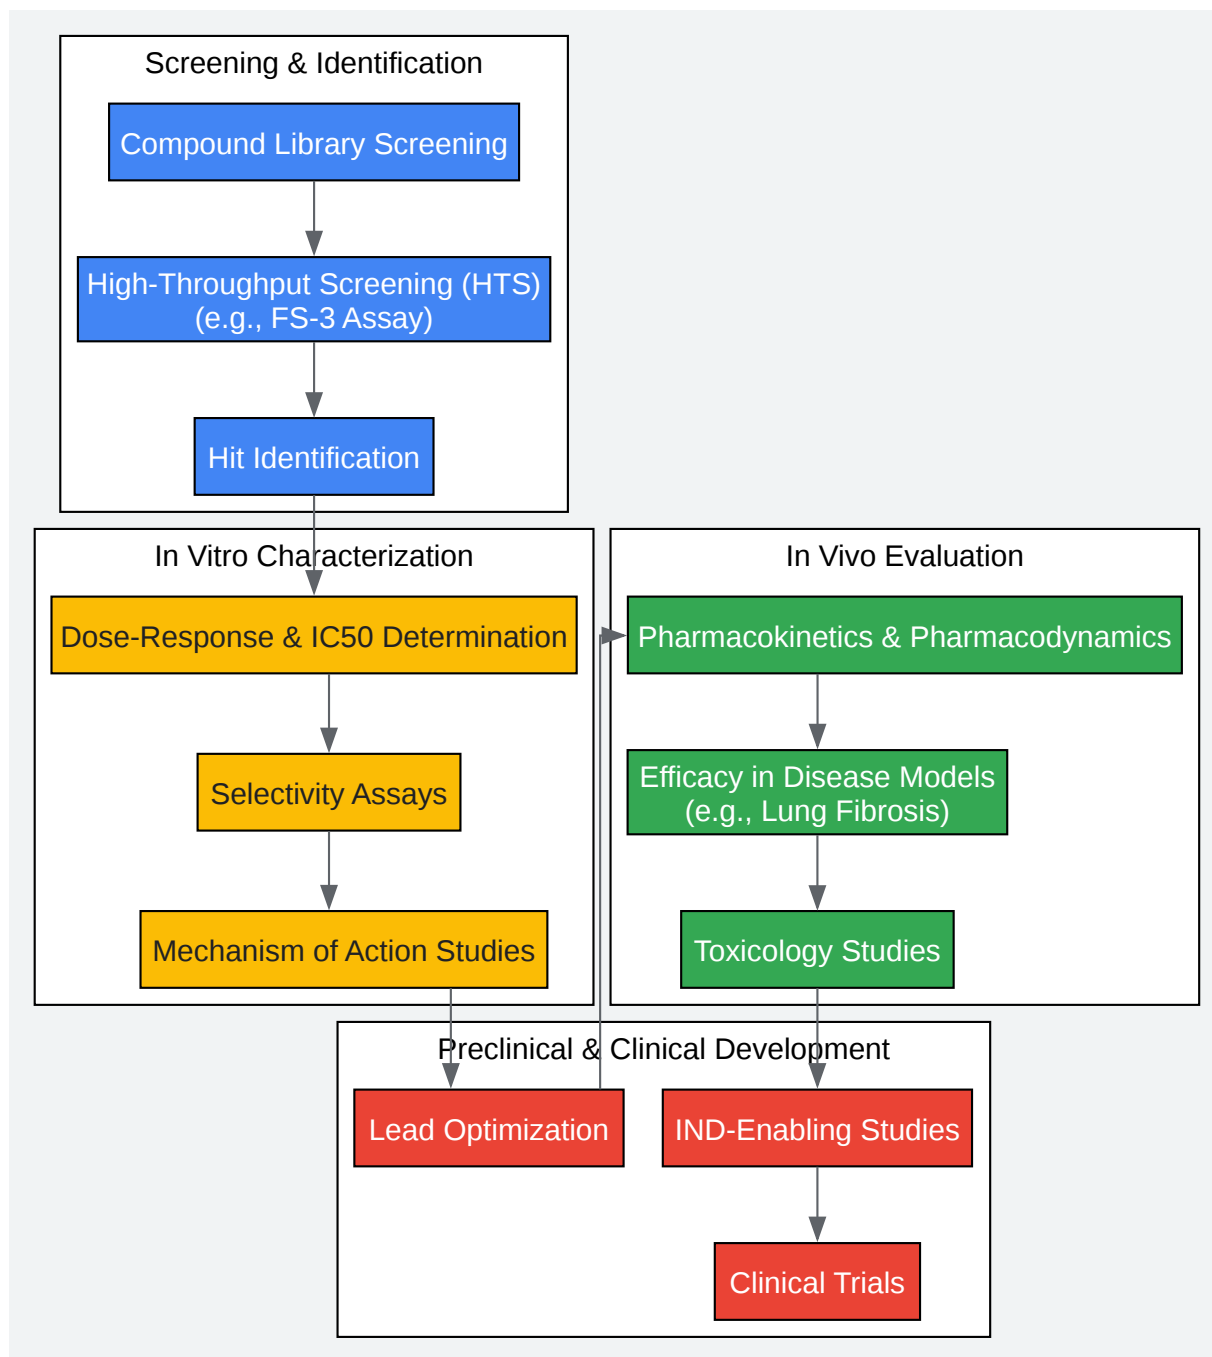 Screening & Identification
Compound Library Screening
High-Throughput Screening (HTS)
(e.g., FS-3 Assay)
Hit Identification
In Vitro Characterization
Dose-Response & IC50 Determination
Selectivity Assays
Mechanism of Action Studies
In Vivo Evaluation
Pharmacokinetics & Pharmacodynamics
Efficacy in Disease Models
(e.g., Lung Fibrosis)
Toxicology Studies
Preclinical & Clinical Development
Lead Optimization
IND-Enabling Studies
Clinical Trials